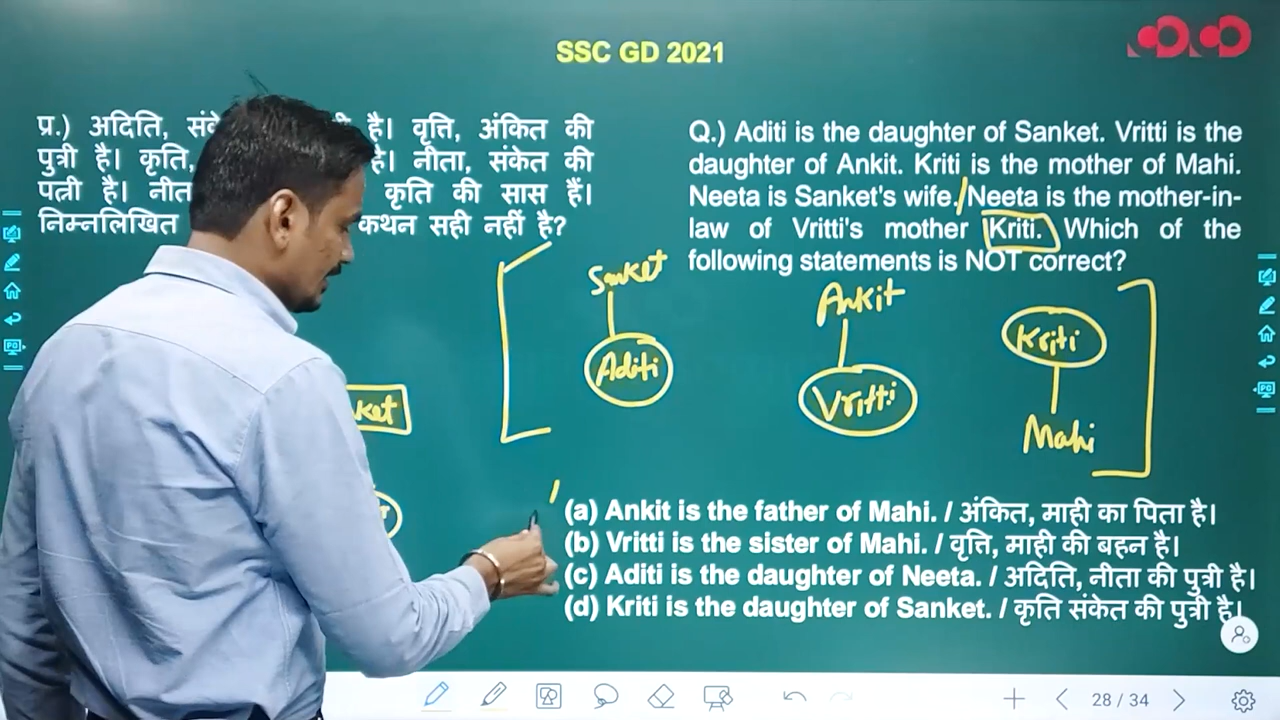 SSC GD 2021
प्र.) अदिति, है। वृत्ति, अंकित की
पुत्री है। कृति, है। नीता, संकेत की
पत्नी है। कृति की सास हैं।
निम्नलिखित कथन सही नहीं है?
Q.) Aditi is the daughter of Sanket. Vritti is the
daughter of Ankit. Kriti is the mother of Mahi.
Neeta is Sanket's wife. Neeta is the mother-in-
law of Vritti's mother Kriti. Which of the
following statements is NOT correct?
Sanket
Aditi
Ankit
Vritti
Kriti
Mahi
(a) Ankit is the father of Mahi. / अंकित, माही का पिता है।
(b) Vritti is the sister of Mahi. / वृत्ति, माही की बहन है।
(c) Aditi is the daughter of Neeta. / अदिति, नीता की पुत्री है।
(d) Kriti is the daughter of Sanket. / कृति संकेत की पुत्री है।
28 / 34